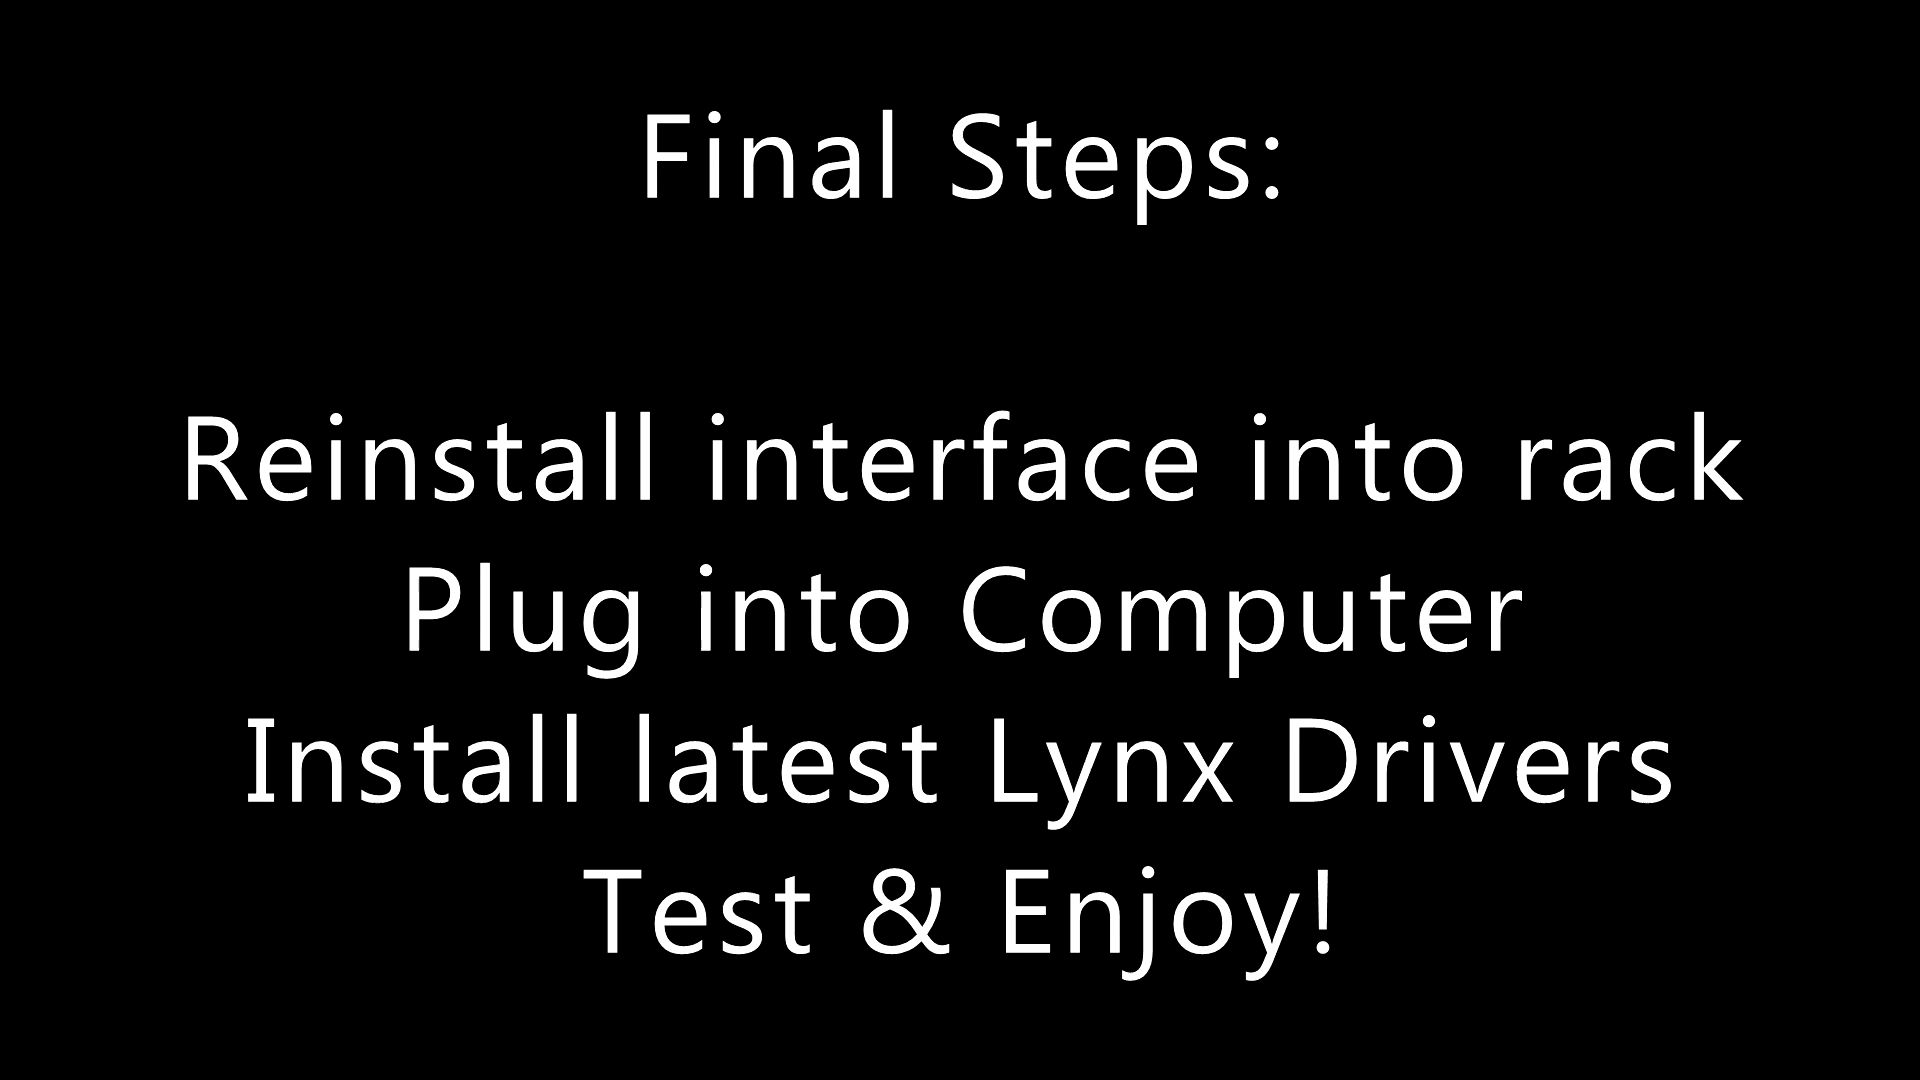 Final Steps:
Reinstall interface into rack
Plug into Computer
Install latest Lynx Drivers
Test & Enjoy!